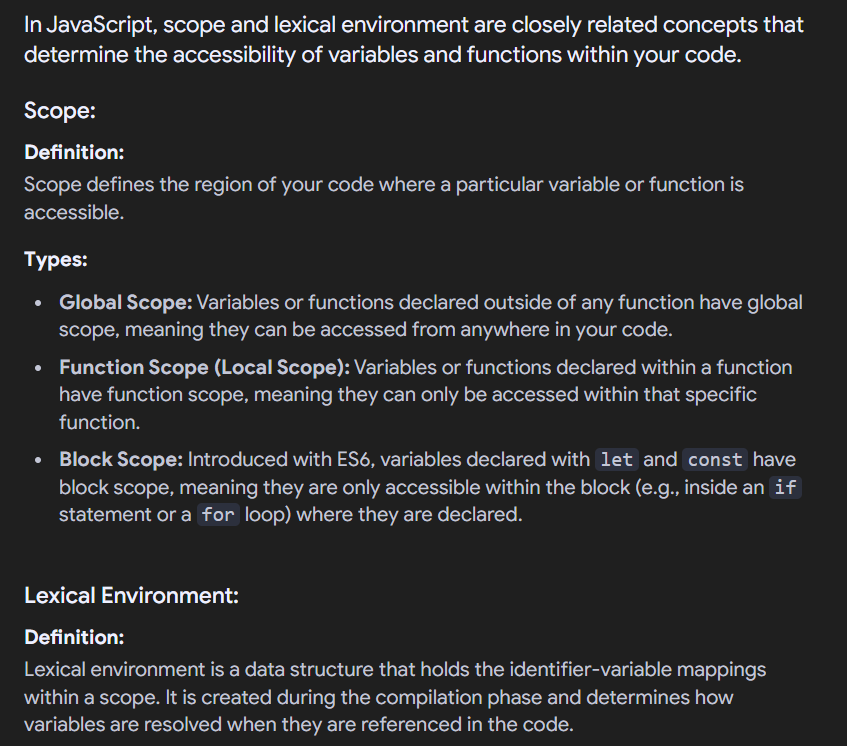 In JavaScript, scope and lexical environment are closely related concepts that
determine the accessibility of variables and functions within your code.
Scope:
Definition:
Scope defines the region of your code where a particular variable or function is
accessible.
Types:
• Global Scope: Variables or functions declared outside of any function have global
scope, meaning they can be accessed from anywhere in your code.
• Function Scope (Local Scope): Variables or functions declared within a function
have function scope, meaning they can only be accessed within that specific
function.
• Block Scope: Introduced with ES6, variables declared with let and const have
block scope, meaning they are only accessible within the block (e.g., inside an if
statement or a for loop) where they are declared.
Lexical Environment:
Definition:
Lexical environment is a data structure that holds the identifier-variable mappings
within a scope. It is created during the compilation phase and determines how
variables are resolved when they are referenced in the code.